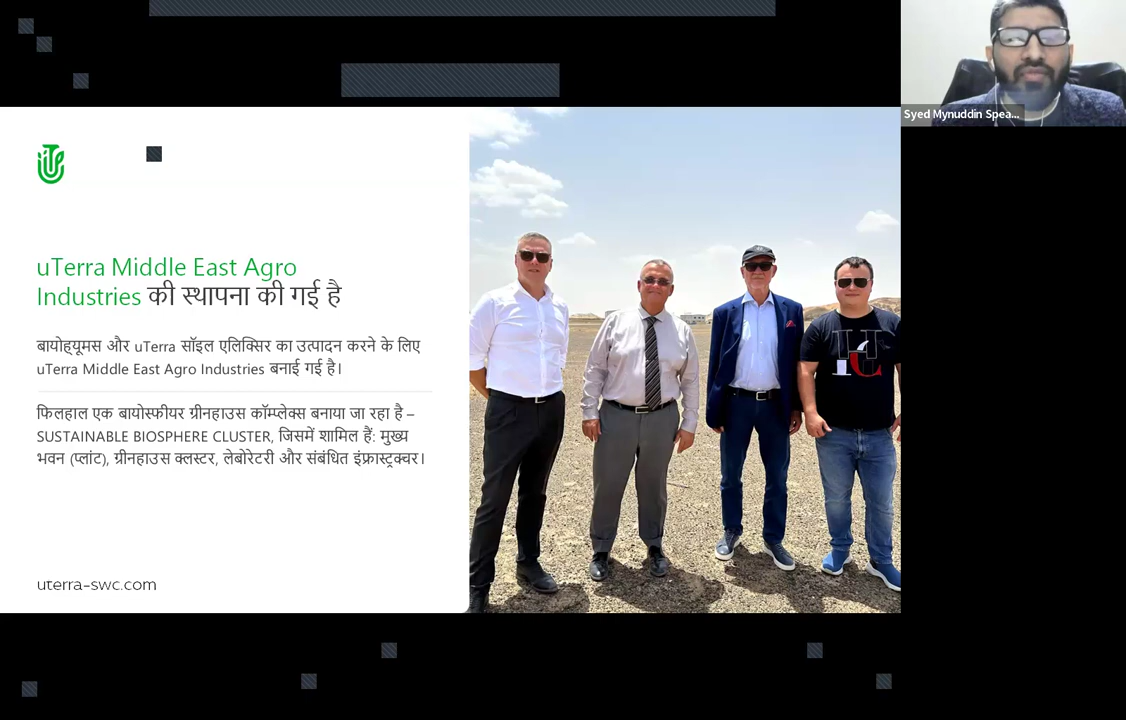 Syed Mynuddin Spea...
uTerra Middle East Agro
Industries की स्थापना की गई है
बायोह्यूमस और uTerra सॉइल एलिक्सिर का उत्पादन करने के लिए
uTerra Middle East Agro Industries बनाई गई है।
फिलहाल एक बायोस्फीयर ग्रीनहाउस कॉम्प्लेक्स बनाया जा रहा है –
SUSTAINABLE BIOSPHERE CLUSTER, जिसमें शामिल हैं: मुख्य
भवन (प्लांट), ग्रीनहाउस क्लस्टर, लेबोरेटरी और संबंधित इंफ्रास्ट्रक्चर।
uterra-swc.com